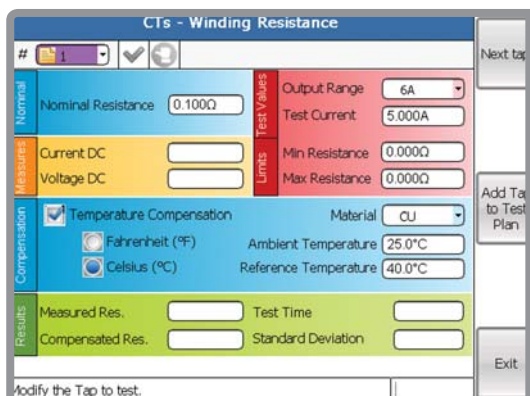 CTs - Winding Resistance
# 1
Next tap
Nominal
Nominal Resistance 0.100Ω
Test Values
Output Range 6A
Test Current 5.000A
Measures
Current DC
Voltage DC
Limits
Min Resistance 0.000Ω
Max Resistance 0.000Ω
Add Ta
to Test
Plan
Compensation
Temperature Compensation
Material CU
Fahrenheit (ºF)
Ambient Temperature 25.0°C
Celsius (ºC)
Reference Temperature 40.0°C
Results
Measured Res.
Test Time
Compensated Res.
Standard Deviation
Exit
Modify the Tap to test.